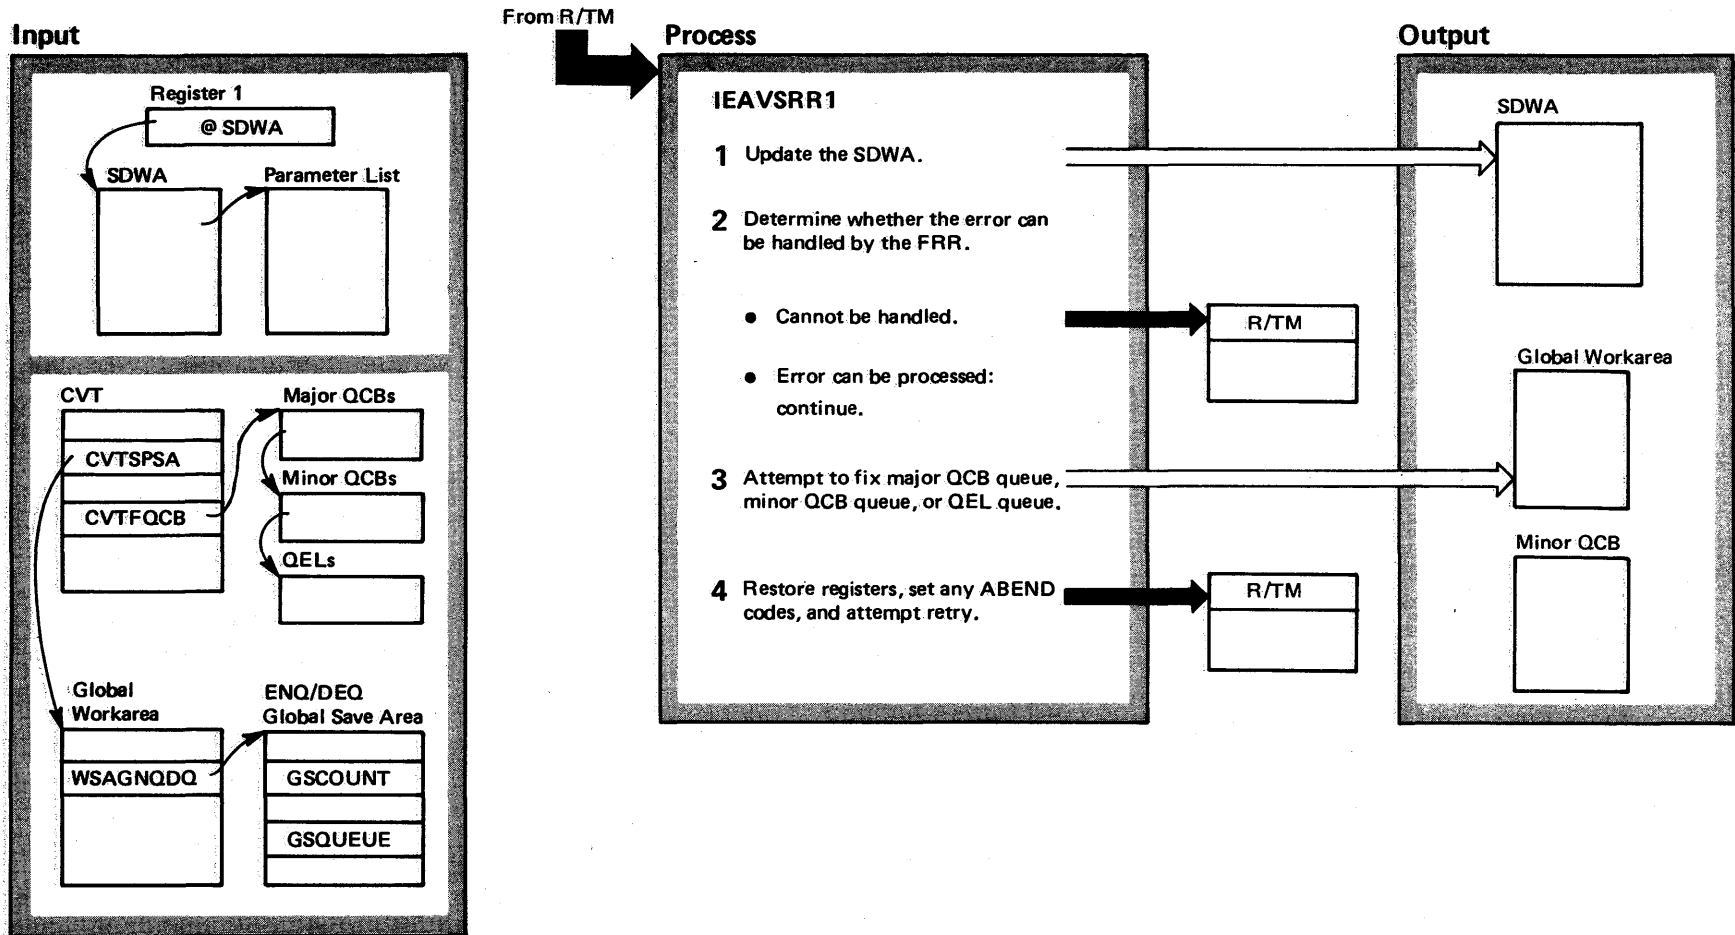 From R/TM
Input
Register 1
@ SDWA
SDWA
Parameter List
CVT
CVTSPSA
CVTFQCB
Major QCBs
Minor QCBs
QELs
Global
Workarea
WSAGNQDQ
ENQ/DEQ
Global Save Area
GSCOUNT
GSQUEUE
Process
IEAVSRR1
1 Update the SDWA.
2 Determine whether the error can
be handled by the FRR.
• Cannot be handled.
R/TM
• Error can be processed:
continue.
3 Attempt to fix major QCB queue,
minor QCB queue, or QEL queue.
4 Restore registers, set any ABEND
codes, and attempt retry.
R/TM
Output
SDWA
Global Workarea
Minor QCB